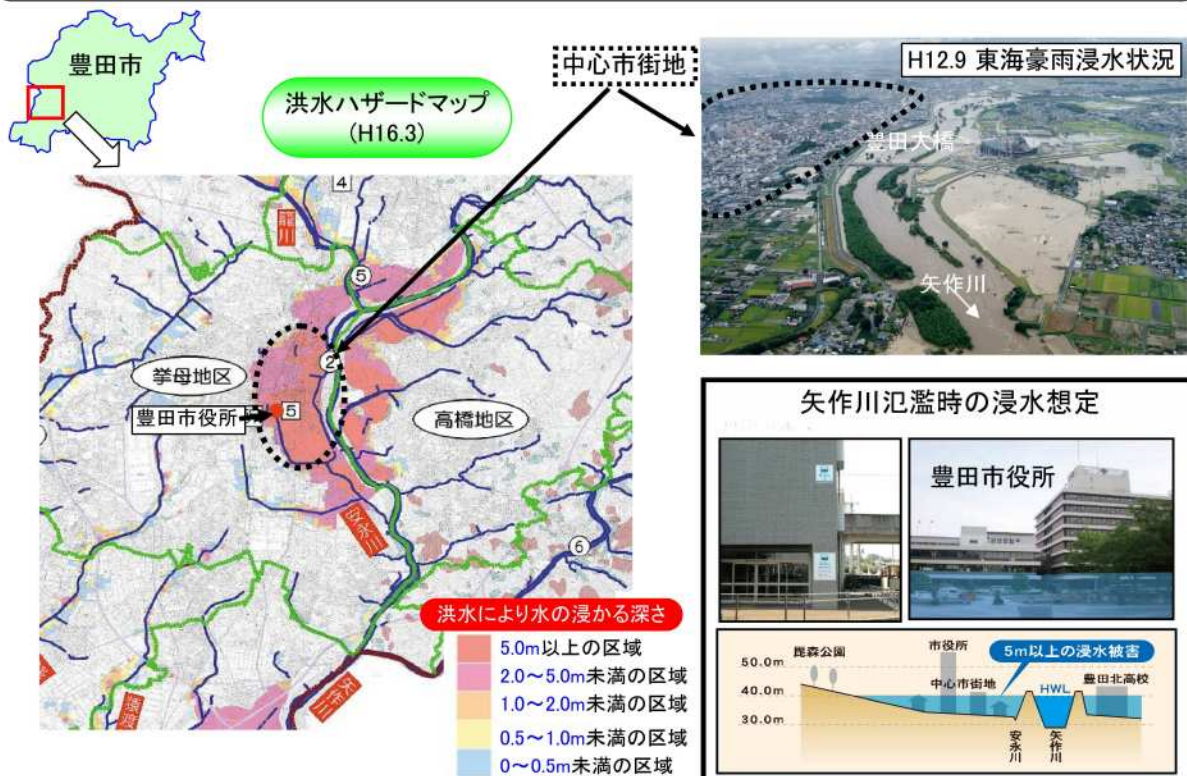 豊田市
洪水ハザードマップ
(H16.3)
中心市街地
H12.9 東海豪雨浸水状況
豊田大橋
矢作川
4
籠川
5
2
挙母地区
豊田市役所
5
高橋地区
安永川
6
矢作川
逢妻
洪水により水の浸かる深さ
5.0m以上の区域
2.0～5.0m未満の区域
1.0～2.0m未満の区域
0.5～1.0m未満の区域
0～0.5m未満の区域
矢作川氾濫時の浸水想定
豊田市役所
毘森公園
市役所
5m以上の浸水被害
50.0m
中心市街地
HWL
豊田北高校
40.0m
30.0m
安永川
矢作川